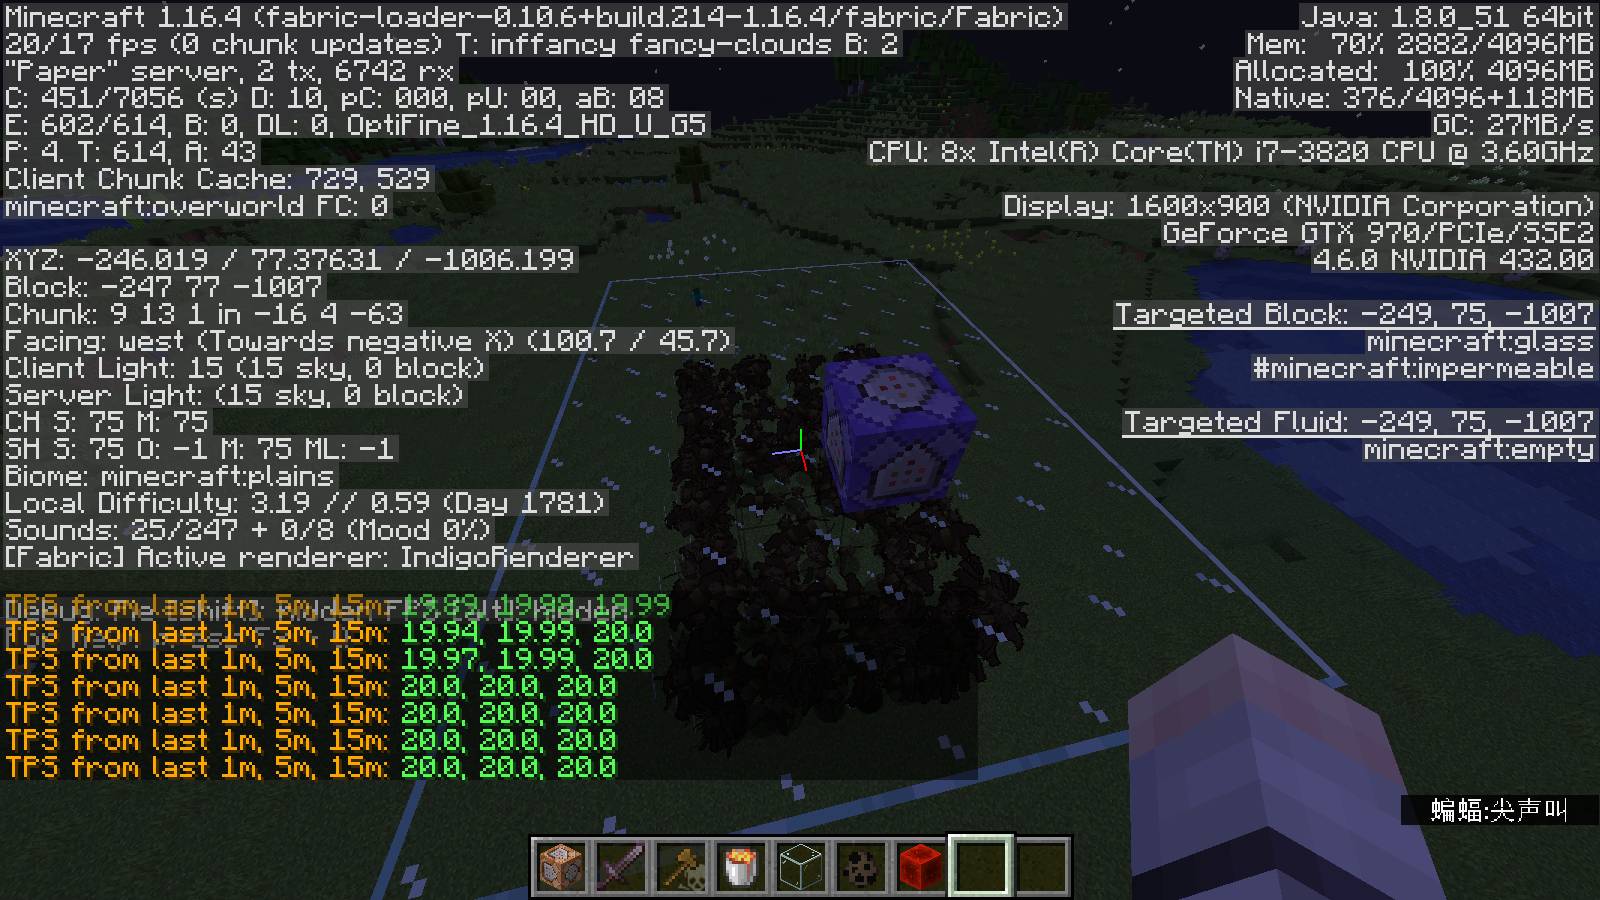 Minecraft 1.16.4 (fabric-loader-0.10.6+build.214-1.16.4/fabric/Fabric)
20/17 fps (0 chunk updates) T: inffancy fancy-clouds B: 2
"Paper" server, 2 tx, 6742 rx
C: 451/7056 (s) D: 10, pC: 000, pU: 00, aB: 08
E: 602/614, B: 0, DL: 0, OptiFine_1.16.4_HD_U_G5
P: 4. T: 614, A: 43
Client Chunk Cache: 729, 529
minecraft:overworld FC: 0
XYZ: -246.019 / 77.37631 / -1006.199
Block: -247 77 -1007
Chunk: 9 13 1 in -16 4 -63
Facing: west (Towards negative X) (100.7 / 45.7)
Client Light: 15 (15 sky, 0 block)
Server Light: (15 sky, 0 block)
CH S: 75 M: 75
SH S: 75 O: -1 M: 75 ML: -1
Biome: minecraft:plains
Local Difficulty: 3.19 // 0.59 (Day 1781)
Sounds: 25/247 + 0/8 (Mood 0%)
[Fabric] Active renderer: IndigoRenderer
TPS from last 1m, 5m, 15m: 19.89, 19.98, 19.99
TPS from last 1m, 5m, 15m: 19.94, 19.99, 20.0
TPS from last 1m, 5m, 15m: 19.97, 19.99, 20.0
TPS from last 1m, 5m, 15m: 20.0, 20.0, 20.0
TPS from last 1m, 5m, 15m: 20.0, 20.0, 20.0
TPS from last 1m, 5m, 15m: 20.0, 20.0, 20.0
TPS from last 1m, 5m, 15m: 20.0, 20.0, 20.0
Java: 1.8.0_51 64bit
Mem: 70% 2882/4096MB
Allocated: 100% 4096MB
Native: 376/4096+118MB
GC: 27MB/s
CPU: 8x Intel(R) Core(TM) i7-3820 CPU @ 3.60GHz
Display: 1600x900 (NVIDIA Corporation)
GeForce GTX 970/PCIe/SSE2
4.6.0 NVIDIA 432.00
Targeted Block: -249, 75, -1007
minecraft:glass
#minecraft:impermeable
Targeted Fluid: -249, 75, -1007
minecraft:empty
蝙蝠:尖声叫